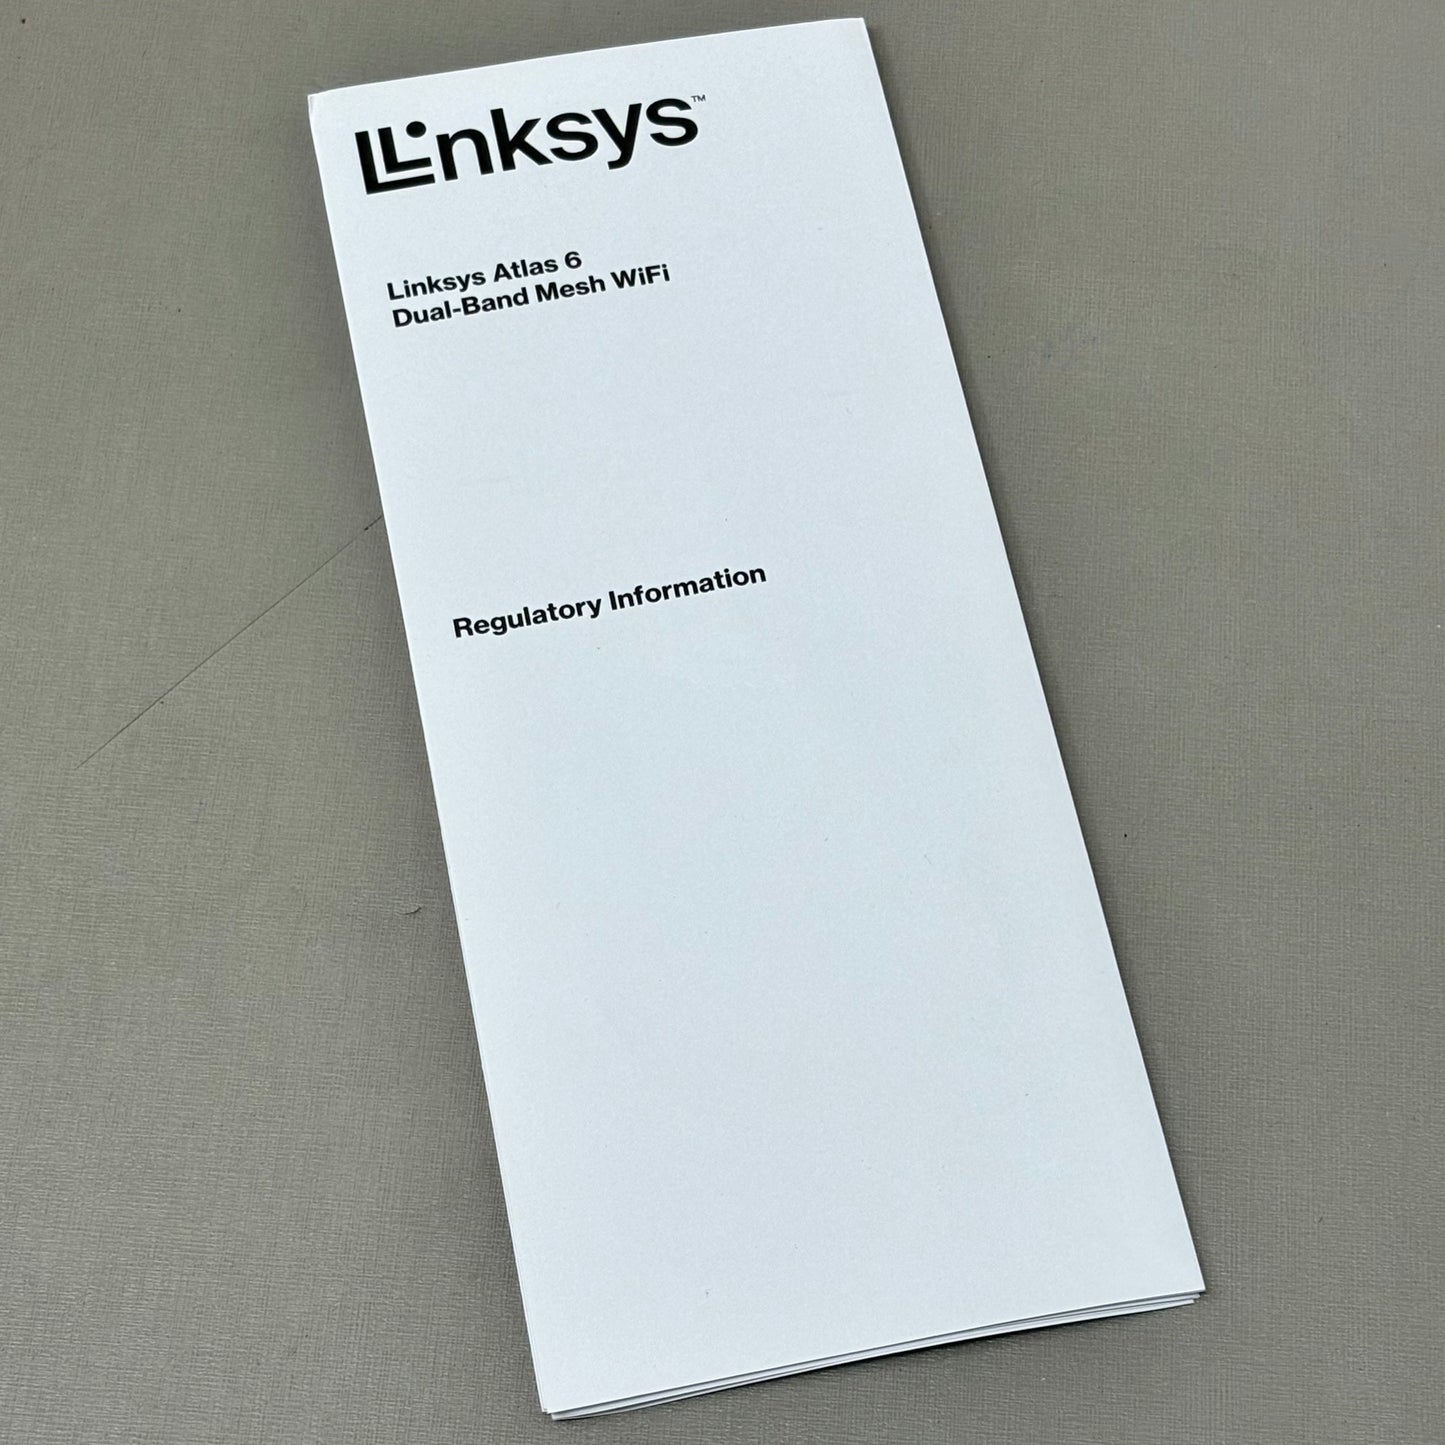 Linksys™
Linksys Atlas 6
Dual-Band Mesh WiFi
Regulatory Information